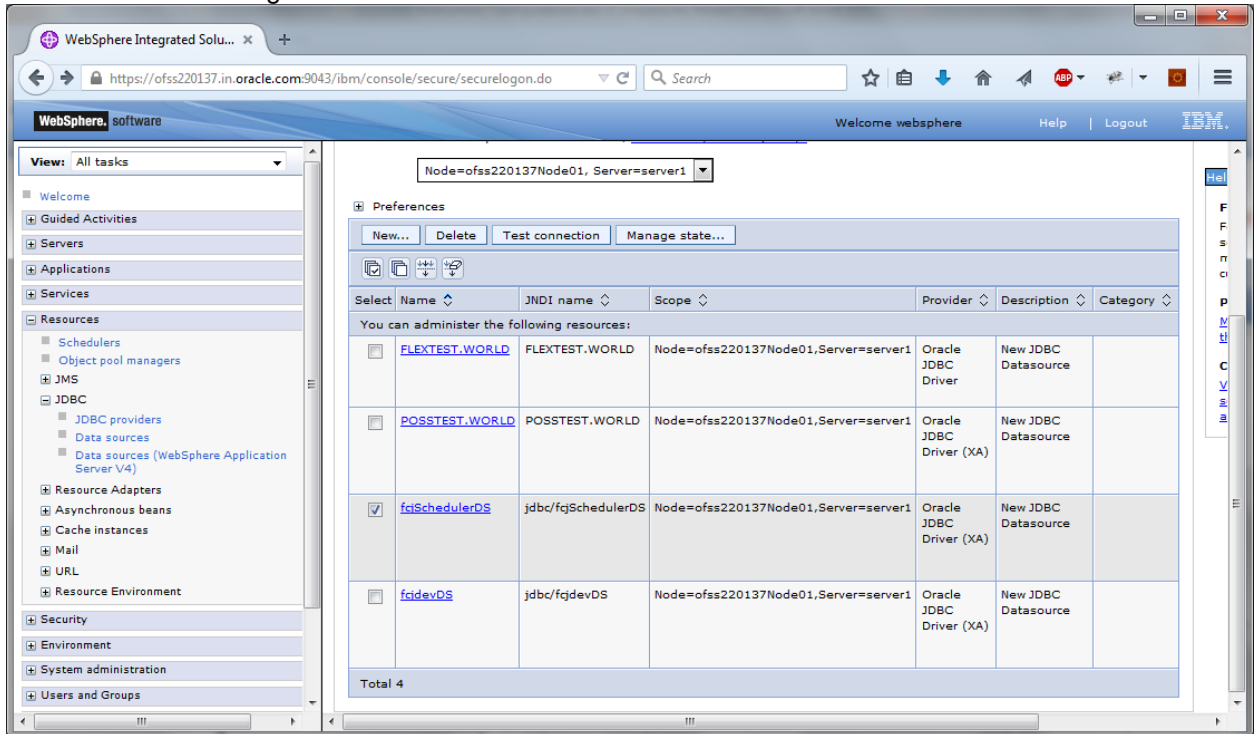 WebSphere Integrated Solu... × +
https://ofss220137.in.oracle.com:9043/ibm/console/secure/securelogon.do
Search
ABP
WebSphere. software
Welcome websphere
Help | Logout
IBM.
View: All tasks
Welcome
Guided Activities
Servers
Applications
Services
Resources
Schedulers
Object pool managers
JMS
JDBC
JDBC providers
Data sources
Data sources (WebSphere Application
Server V4)
Resource Adapters
Asynchronous beans
Cache instances
Mail
URL
Resource Environment
Security
Environment
System administration
Users and Groups
Node=ofss220137Node01, Server=server1
Preferences
New... Delete Test connection Manage state...
Select Name JNDI name Scope Provider Description Category
You can administer the following resources:
FLEXTEST.WORLD FLEXTEST.WORLD Node=ofss220137Node01,Server=server1 Oracle New JDBC
JDBC Datasource
Driver
POSSTEST.WORLD POSSTEST.WORLD Node=ofss220137Node01,Server=server1 Oracle New JDBC
JDBC Datasource
Driver (XA)
fcjSchedulerDS jdbc/fcjSchedulerDS Node=ofss220137Node01,Server=server1 Oracle New JDBC
JDBC Datasource
Driver (XA)
fcjdevDS jdbc/fcjdevDS Node=ofss220137Node01,Server=server1 Oracle New JDBC
JDBC Datasource
Driver (XA)
Total 4
Hel